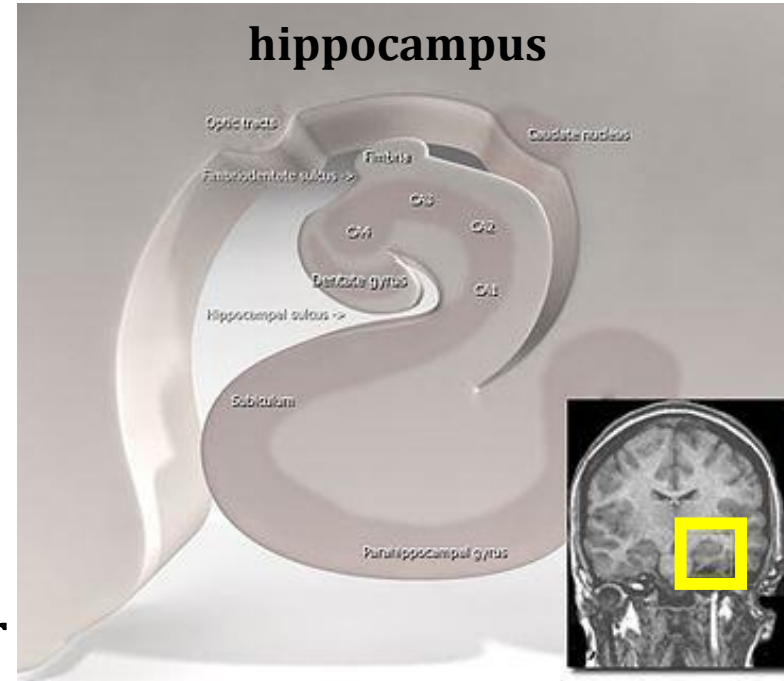 hippocampus
Optic tracts
Caudate nucleus
Fimbria
Fimbriodentate sulcus ->
CA3
CA2
CA4
Dentate gyrus
CA1
Hippocampal sulcus ->
Subiculum
Parahippocampal gyrus